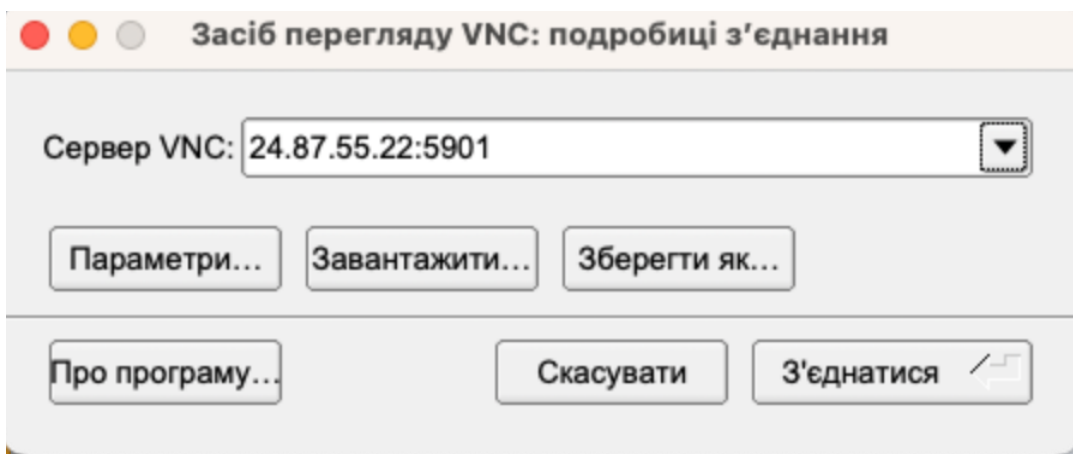 Засіб перегляду VNC: подробиці з’єднання
Сервер VNC: 24.87.55.22:5901
Параметри... Завантажити... Зберегти як...
Про програму... Скасувати З'єднатися